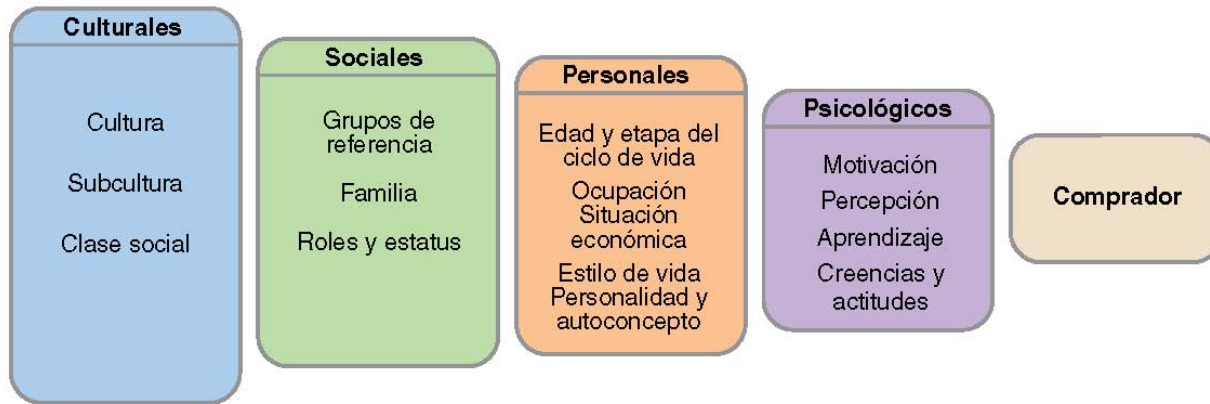 Culturales
Cultura
Subcultura
Clase social
Sociales
Grupos de
referencia
Familia
Roles y estatus
Personales
Edad y etapa del
ciclo de vida
Ocupación
Situación
económica
Estilo de vida
Personalidad y
autoconcepto
Psicológicos
Motivación
Percepción
Aprendizaje
Creencias y
actitudes
Comprador